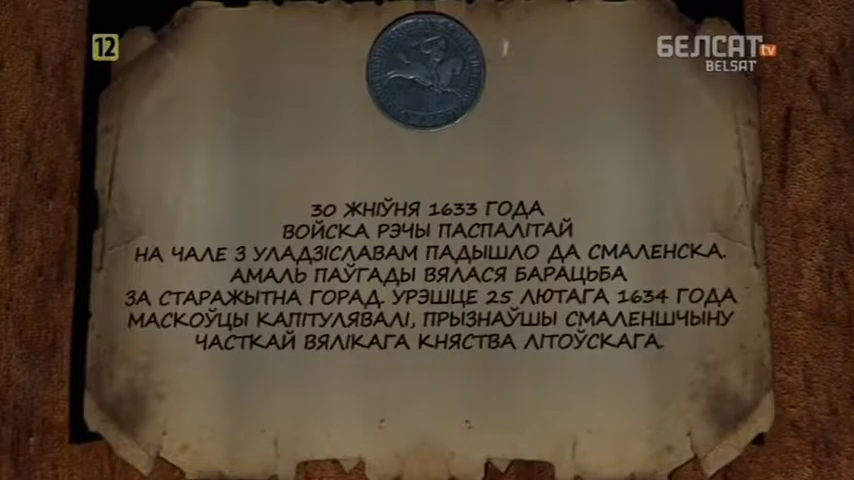 12
БЕЛСАТ tv
BELSAT
30 ЖНІЎНЯ 1633 ГОДА
ВОЙСКА РЭЧЫ ПАСПАЛІТАЙ
НА ЧАЛЕ З УЛАДЗІСЛАВАМ ПАДЫШЛО ДА СМАЛЕНСКА.
АМАЛЬ ПАЎГАДЫ ВЯЛАСЯ БАРАЦЬБА
ЗА СТАРАЖЫТНА ГОРАД. УРЭШЦЕ 25 ЛЮТАГА 1634 ГОДА
МАСКОЎЦЫ КАПІТУЛЯВАЛІ, ПРЫЗНАЎШЫ СМАЛЕНШЧЫНУ
ЧАСТКАЙ ВЯЛІКАГА КНЯСТВА ЛІТОЎСКАГА.